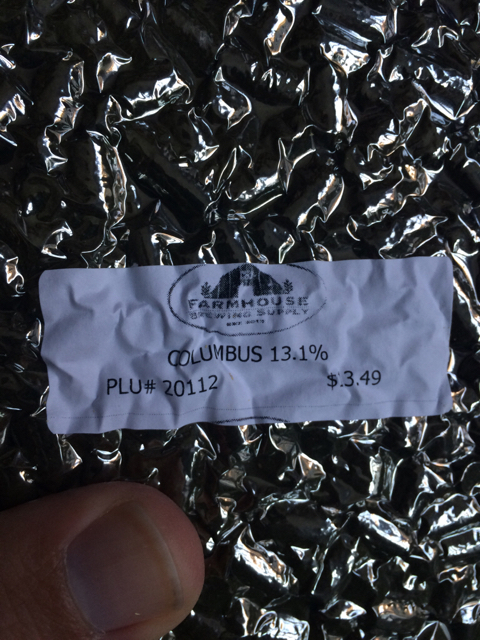 FARMHOUSE
BREWING SUPPLY
COLUMBUS 13.1%
PLU# 20112 $.3.49